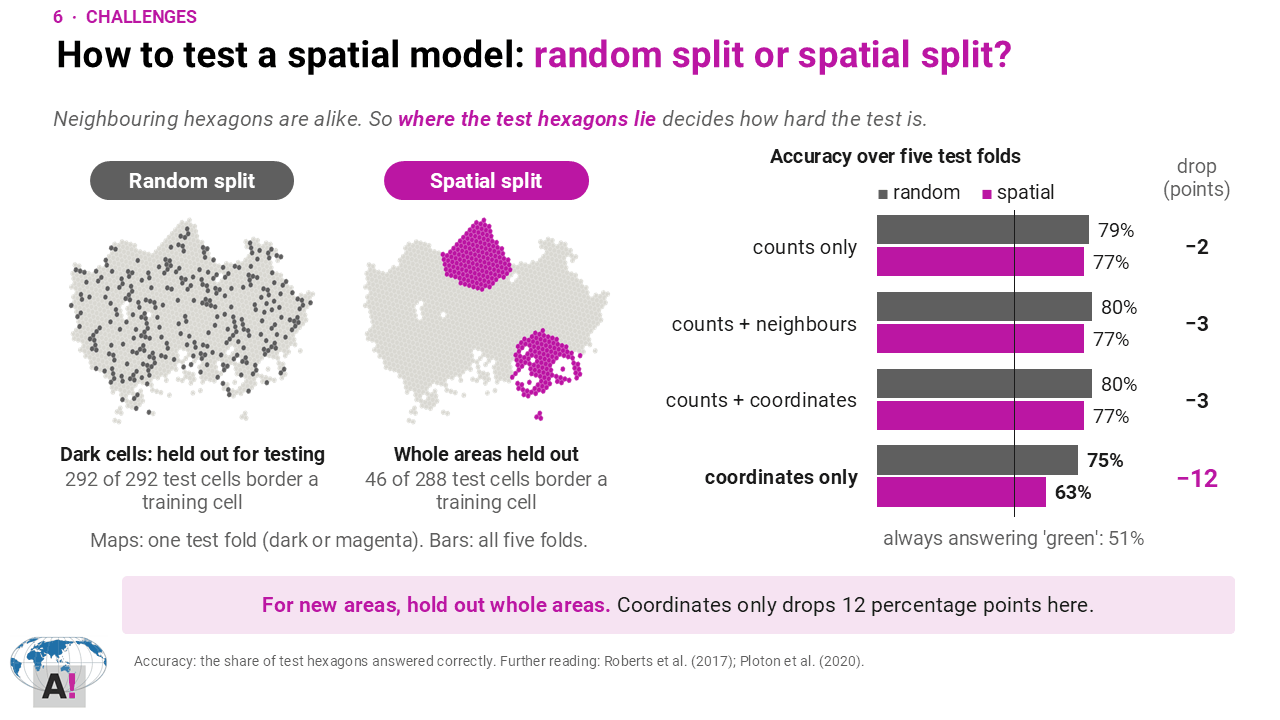 6 · CHALLENGES
How to test a spatial model: random split or spatial split?
Neighbouring hexagons are alike. So where the test hexagons lie decides how hard the test is.
Random split
Spatial split
Dark cells: held out for testing
292 of 292 test cells border a
training cell
Whole areas held out
46 of 288 test cells border a
training cell
Maps: one test fold (dark or magenta). Bars: all five folds.
Accuracy over five test folds
random
spatial
drop
(points)
counts only
79%
77%
−2
counts + neighbours
80%
77%
−3
counts + coordinates
80%
77%
−3
coordinates only
75%
63%
−12
always answering 'green': 51%
For new areas, hold out whole areas. Coordinates only drops 12 percentage points here.
Accuracy: the share of test hexagons answered correctly. Further reading: Roberts et al. (2017); Ploton et al. (2020).
A!